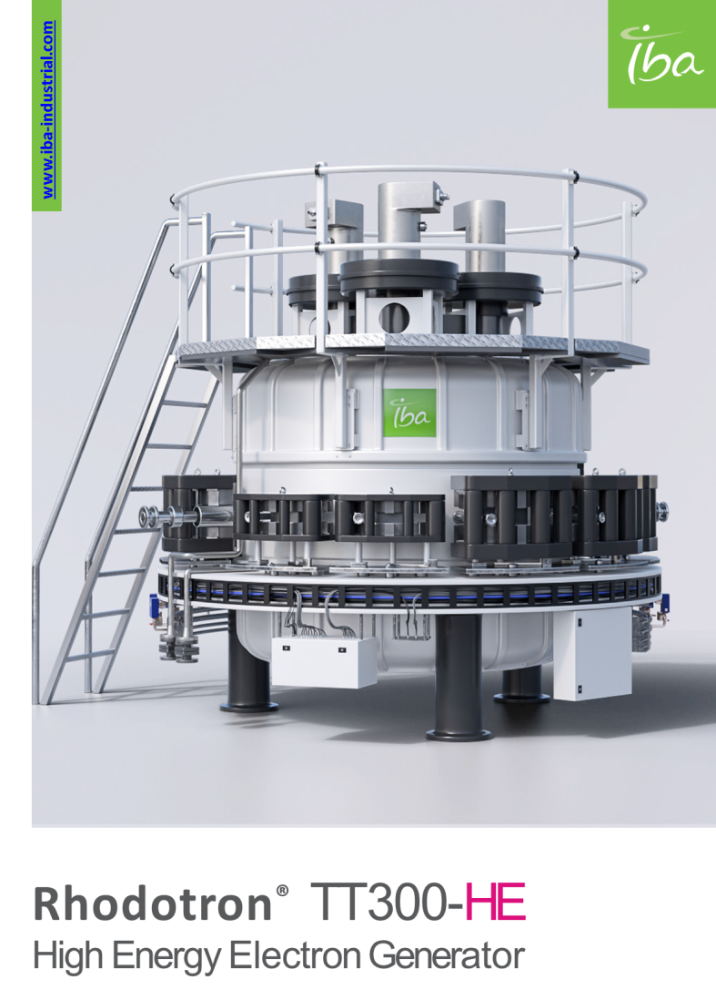 www.iba-industrial.com
iba
iba
Rhodotron® TT300-HE
High Energy Electron Generator